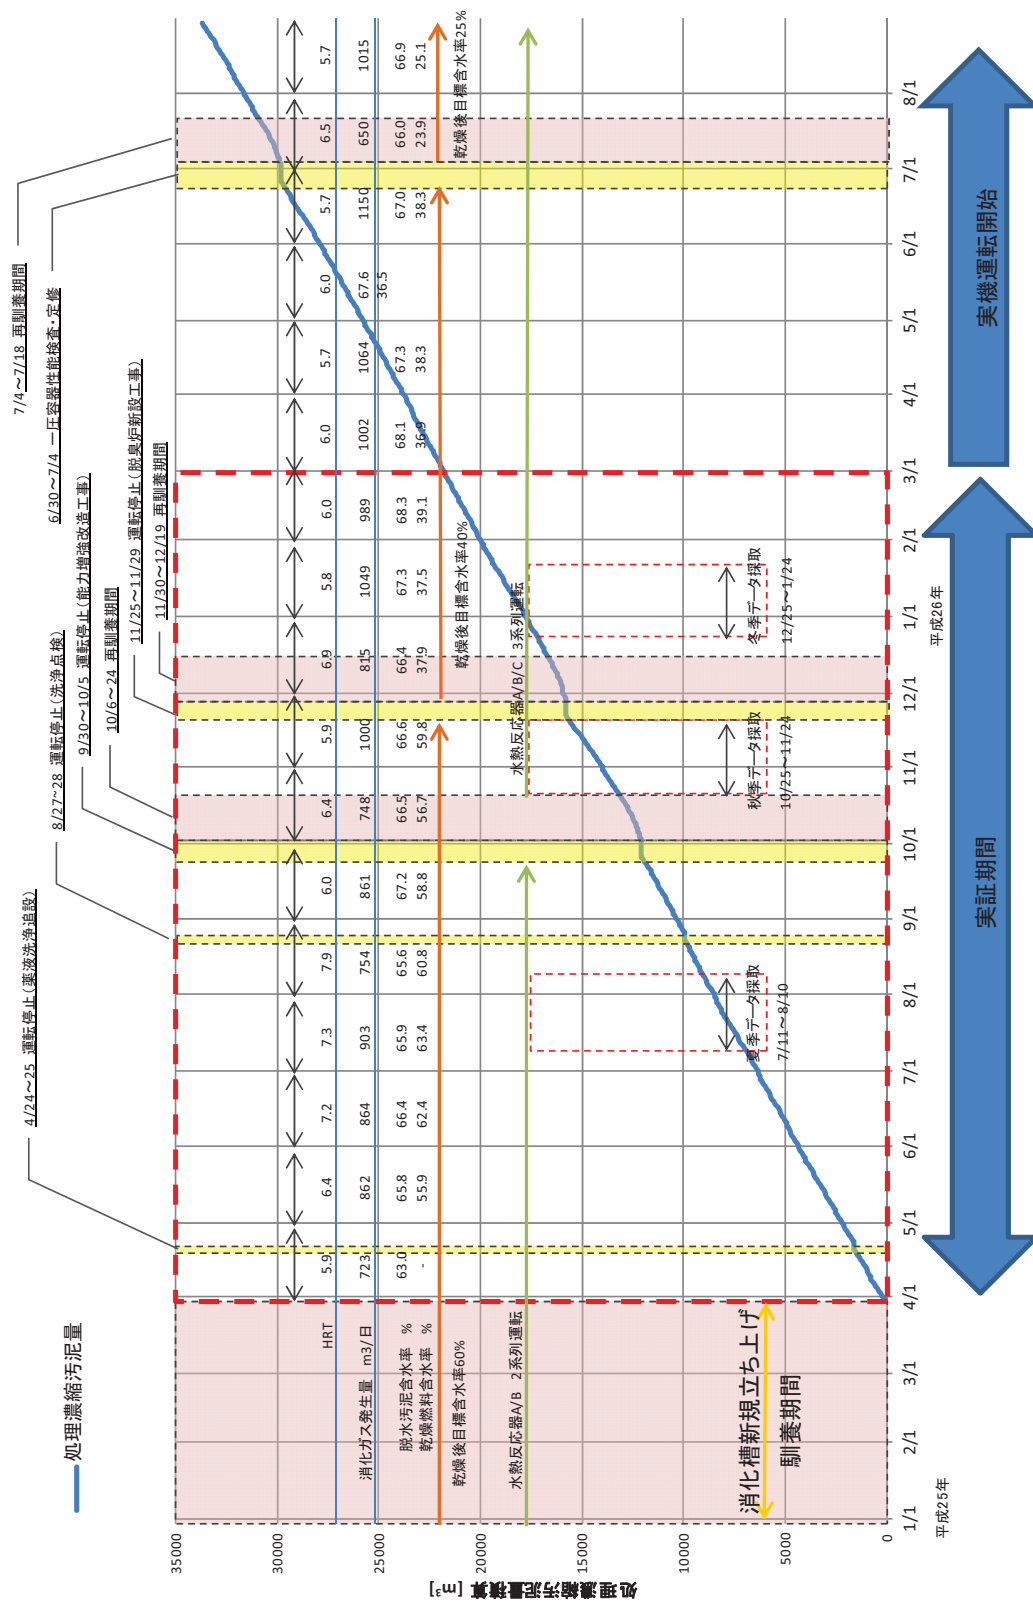 処理濃縮汚泥量
4/24～25 運転停止(薬液洗浄追設)
8/27~28 運転停止(洗浄点検)
9/30～10/5 運転停止(能力増強改造工事)
10/6～24 再馴養期間
11/25～11/29 運転停止(脱臭炉新設工事)
11/30～12/19 再馴養期間
6/30～7/4 一圧容器性能検査・定修
7/4～7/18 再馴養期間
処理濃縮汚泥量積算 [m³]
35000
30000
25000
20000
15000
10000
5000
0
HRT 5.9 6.4 7.2 7.3 7.9 6.0 6.4 5.9 6.9 5.8 6.0 6.0 5.7 6.0 5.7 6.5 5.7
消化ガス発生量 m3/日 723 862 864 903 754 861 748 1000 815 1049 989 1002 1064 67.6 1150 650 1015
36.5
脱水汚泥含水率 % 63.0 65.8 66.4 65.9 65.6 67.2 66.5 66.6 66.4 67.3 68.3 68.1 67.3 67.0 66.0 66.9
乾燥燃料含水率 % - 55.9 62.4 63.4 60.8 58.8 56.7 59.8 37.9 37.5 39.1 36.9 38.3 38.3 23.9 25.1
乾燥後目標含水率60%
乾燥後目標含水率40%
乾燥後目標含水率25%
水熱反応器A/B 2系列運転
水熱反応器A/B/C 3系列運転
消化槽新規立ち上げ
馴養期間
夏季データ採取
7/11～8/10
秋季データ採取
10/25～11/24
冬季データ採取
12/25～1/24
1/1 2/1 3/1 4/1 5/1 6/1 7/1 8/1 9/1 10/1 11/1 12/1 1/1 2/1 3/1 4/1 5/1 6/1 7/1 8/1
平成25年
平成26年
実証期間
実機運転開始